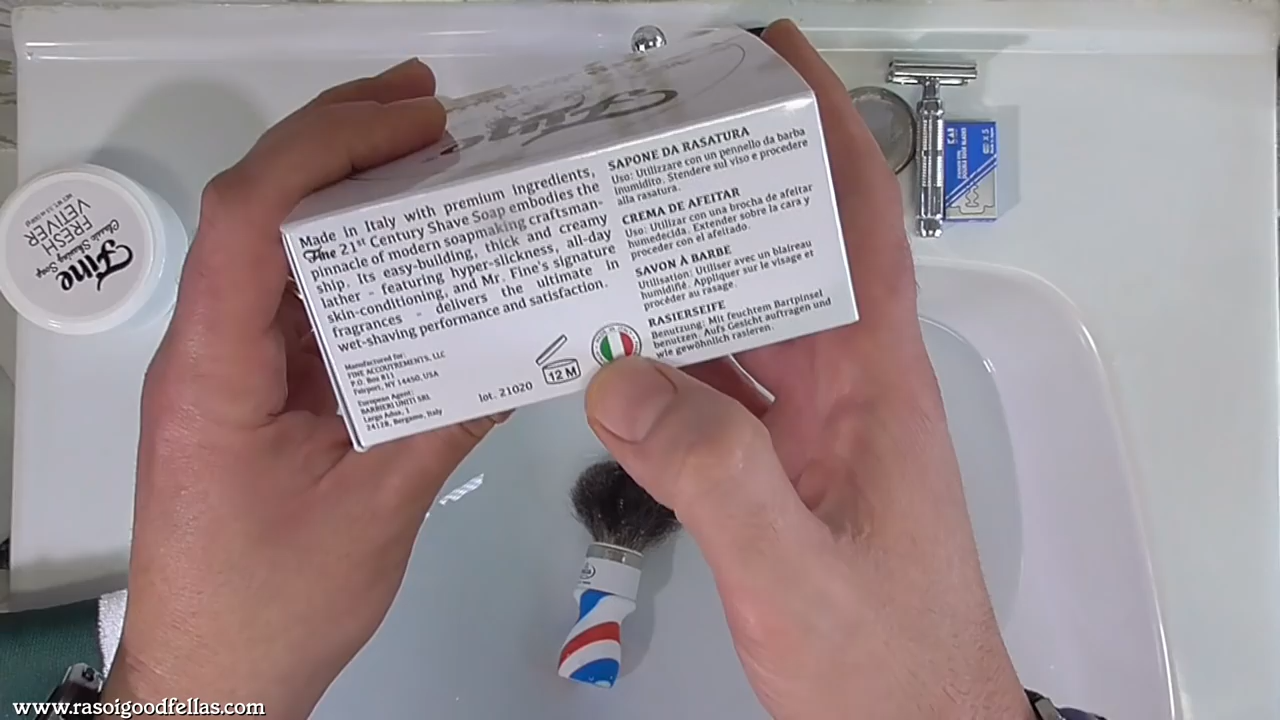 Fine
Made in Italy with premium ingredients,
Fine 21st Century Shave Soap embodies the
pinnacle of modern soapmaking craftsman-
ship. Its easy-building, thick and creamy
lather - featuring hyper-slickness, all-day
skin-conditioning, and Mr. Fine's signature
fragrances - delivers the ultimate in
wet-shaving performance and satisfaction.
Manufactured for:
FINE ACCOUTREMENTS, LLC
P.O. Box 811
Fairport, NY 14450, USA
European Agent:
BARBIERI UNITI SRL
Largo Adua, 1
24128, Bergamo, Italy
lot. 21020
12 M
SAPONE DA RASATURA
Uso: Utilizzare con un pennello da barba
inumidito. Stendere sul viso e procedere
alla rasatura.
CREMA DE AFEITAR
Uso: Utilizar con una brocha de afeitar
humedecida. Extender sobre la cara y
proceder con el afeitado.
SAVON À BARBE
Utilisation: Utiliser avec un blaireau
humidifié. Appliquer sur le visage et
procéder au rasage.
RASIERSEIFE
Benutzung: Mit feuchtem Bartpinsel
benutzen. Aufs Gesicht auftragen und
wie gewöhnlich rasieren.
Fine
Classic Shaving Soap
FRESH
VETIVER
KAI
www.rasoigoodfellas.com